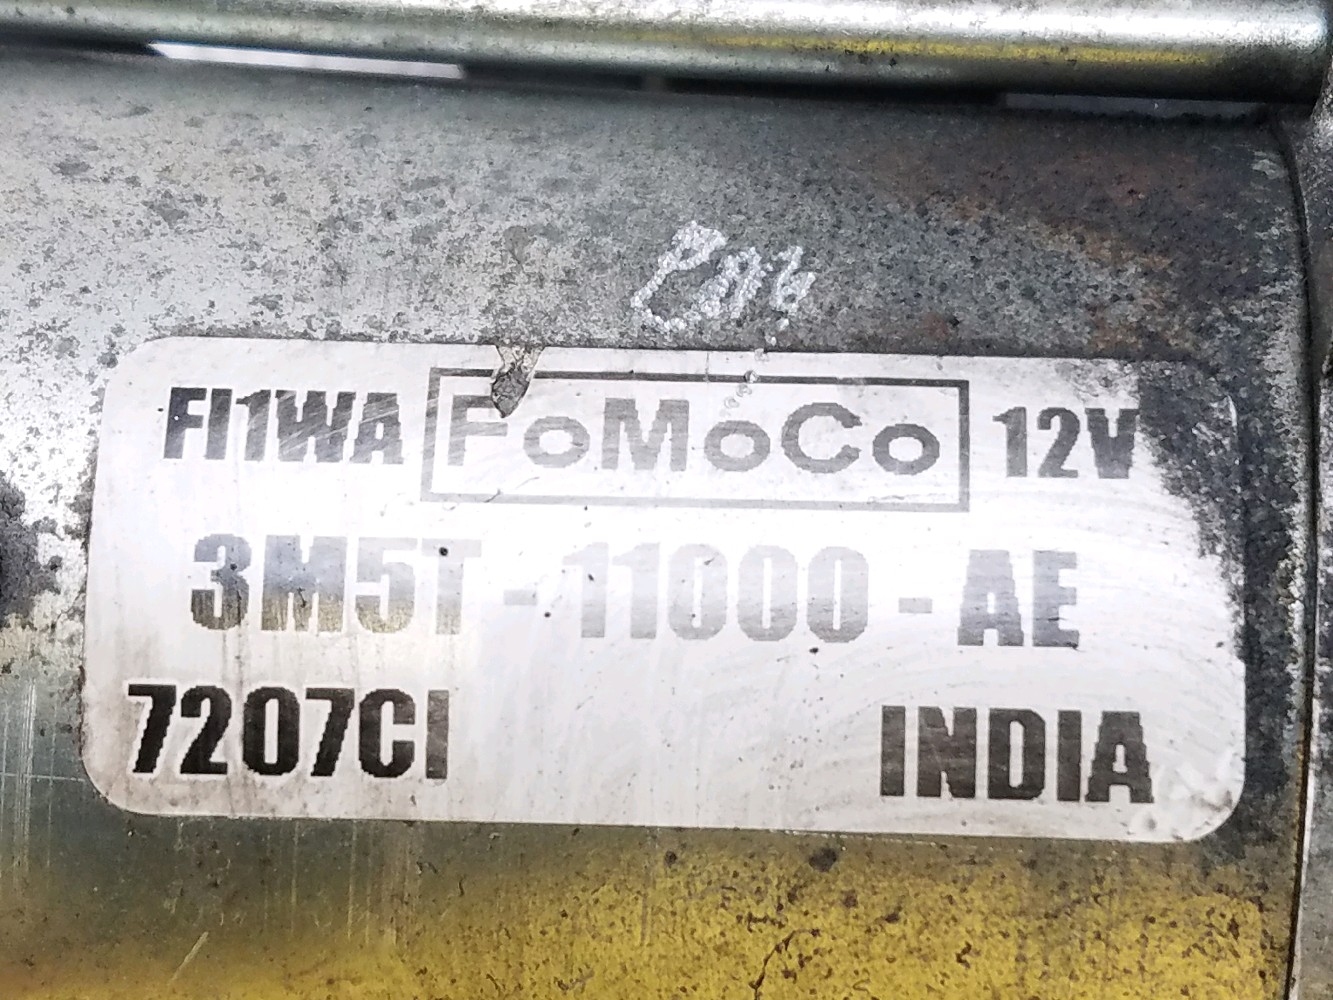 FI1WA FoMoCo 12V
3M5T-11000-AE
7207CI INDIA